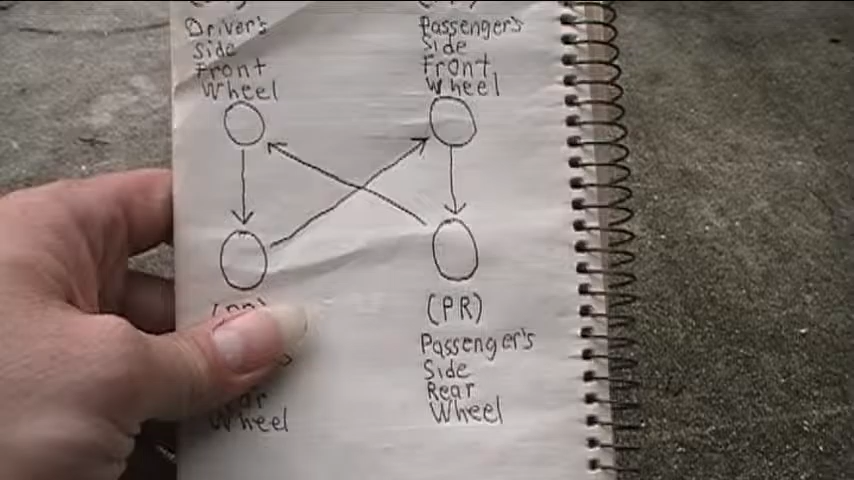 Driver's
Side
Front
Wheel
Passenger's
Side
Front
Wheel
(PR)
Passenger's
Side
Rear
Wheel
Wheel